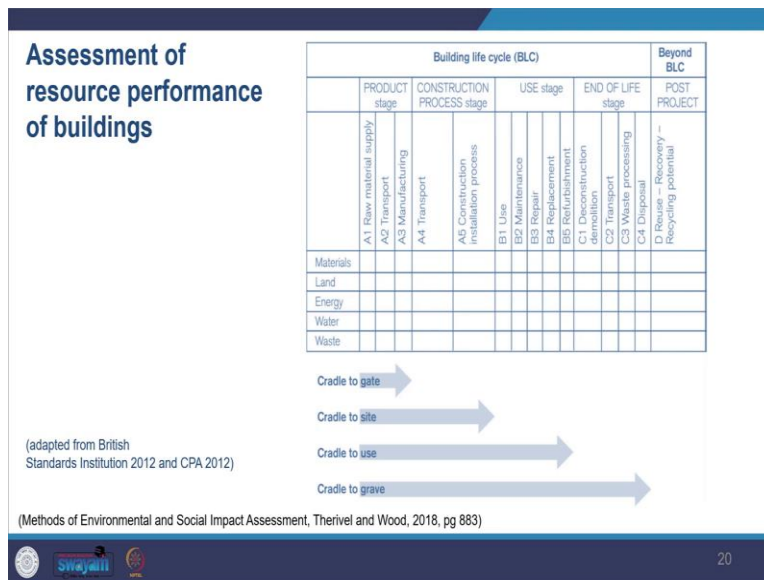 Assessment of
resource performance
of buildings
Building life cycle (BLC)
Beyond
BLC
PRODUCT
stage
CONSTRUCTION
PROCESS stage
USE stage
END OF LIFE
stage
POST
PROJECT
A1 Raw material supply
A2 Transport
A3 Manufacturing
A4 Transport
A5 Construction
installation process
B1 Use
B2 Maintenance
B3 Repair
B4 Replacement
B5 Refurbishment
C1 Deconstruction
demolition
C2 Transport
C3 Waste processing
C4 Disposal
D Reuse – Recovery –
Recycling potential
Materials
Land
Energy
Water
Waste
Cradle to gate
Cradle to site
Cradle to use
Cradle to grave
(adapted from British
Standards Institution 2012 and CPA 2012)
(Methods of Environmental and Social Impact Assessment, Therivel and Wood, 2018, pg 883)
swayam
20